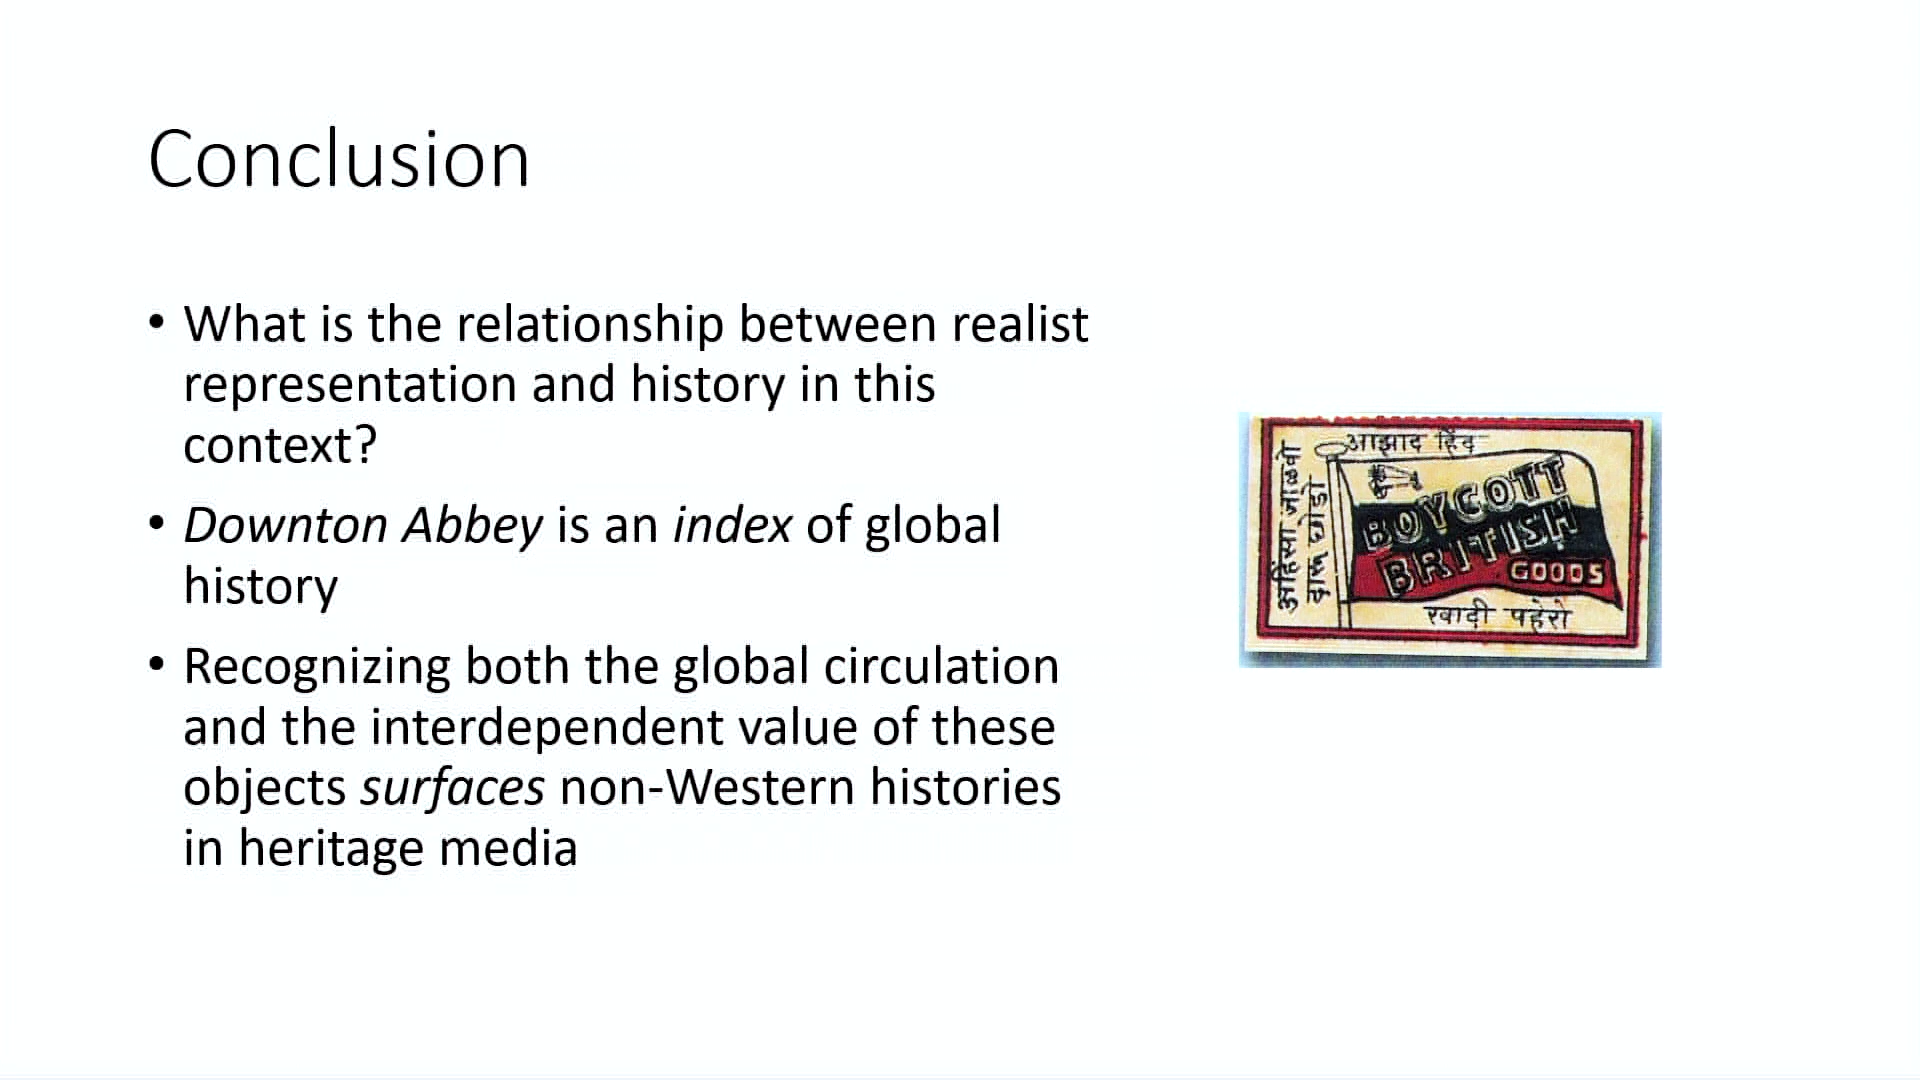 Conclusion
• What is the relationship between realist
representation and history in this
context?
• Downton Abbey is an index of global
history
• Recognizing both the global circulation
and the interdependent value of these
objects surfaces non-Western histories
in heritage media
आझाद हिंद
अहिंसा
BOYCOTT
BRITISH
GOODS
खादी पहेरो